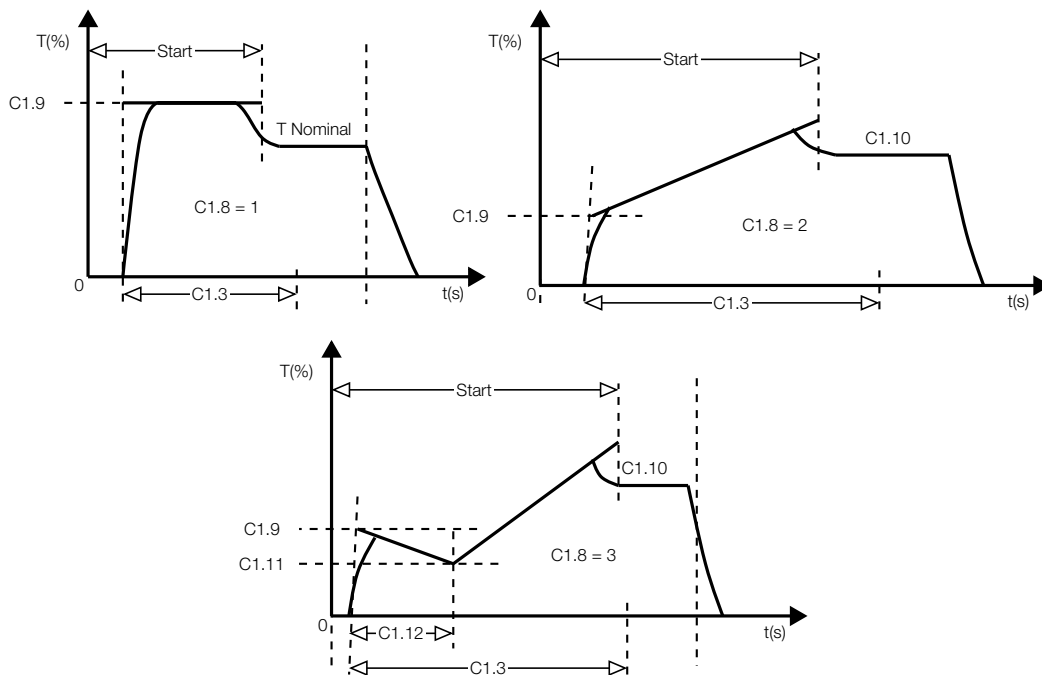 T(%)
Start
C1.9
T Nominal
C1.8 = 1
0
C1.3
t(s)
T(%)
Start
C1.10
C1.9
C1.8 = 2
0
C1.3
t(s)
T(%)
Start
C1.10
C1.9
C1.11
C1.8 = 3
0
C1.12
t(s)
C1.3